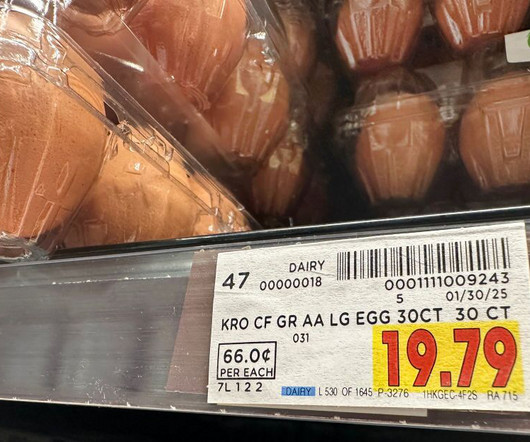 47 DAIRY 0001111009243
00000018 5 01/30/25
KRO CF GR AA LG EGG 30CT 30 CT
031
66.0¢
PER EACH
19.79
7L 1 2 2 DAIRY L 530 OF 1645 P-3276 1HKGEC-4F2S RA 715